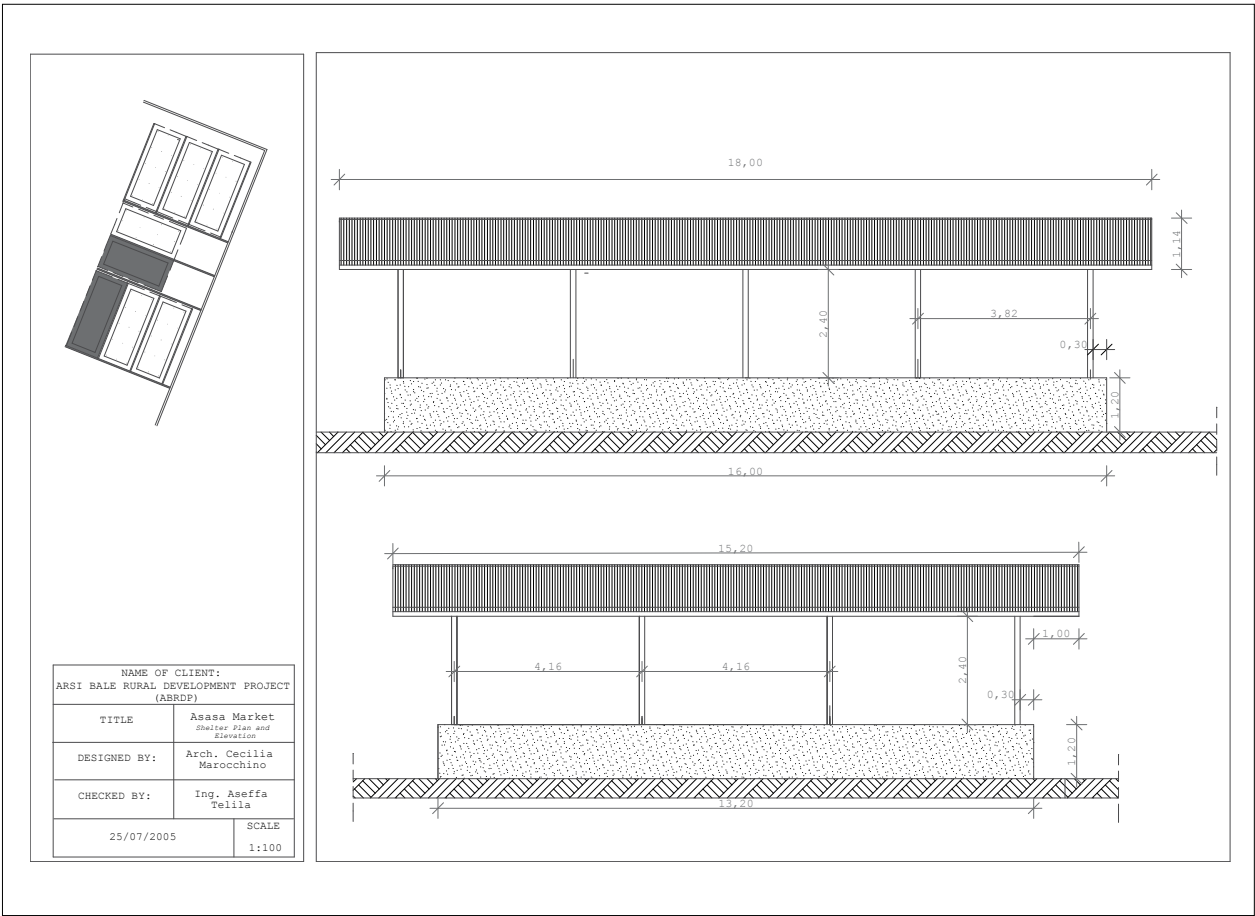 18,00
1,14
2,40
3,82
0,30
1,20
16,00
15,20
1,00
4,16
4,16
2,40
0,30
1,20
13,20
NAME OF CLIENT:
ARSI BALE RURAL DEVELOPMENT PROJECT
(ABRDP)
TITLE
Asasa Market
Shelter Plan and
Elevation
DESIGNED BY:
Arch. Cecilia
Marocchino
CHECKED BY:
Ing. Aseffa
Telila
25/07/2005
SCALE
1:100